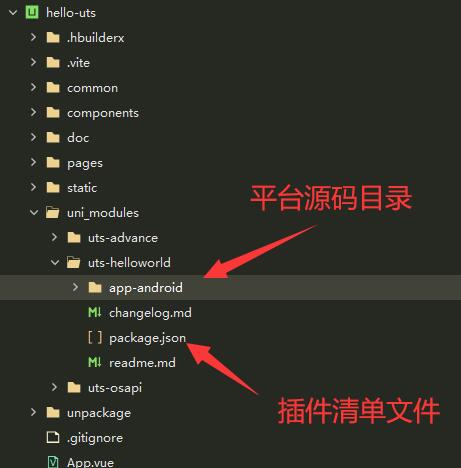 hello-uts
.hbuilderx
.vite
common
components
doc
pages
static
平台源码目录
uni_modules
uts-advance
uts-helloworld
app-android
changelog.md
package.json
readme.md
插件清单文件
uts-osapi
unpackage
.gitignore
App.vue